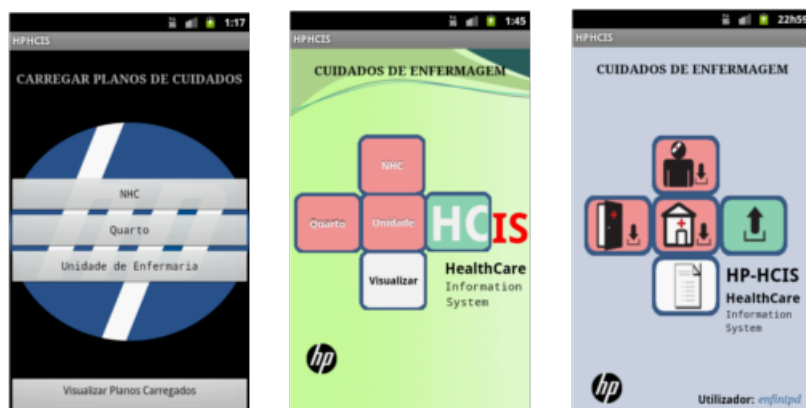 1:17
HPHCIS
CARREGAR PLANOS DE CUIDADOS
NHC
Quarto
Unidade de Enfermaria
Visualizar Planos Carregados
1:45
HPHCIS
CUIDADOS DE ENFERMAGEM
NHC
Quarto
Unidade
HCIS
Visualizar
HealthCare
Information
System
hp
22h59
HPHCIS
CUIDADOS DE ENFERMAGEM
HP-HCIS
HealthCare
Information
System
hp
Utilizador: enfintpd